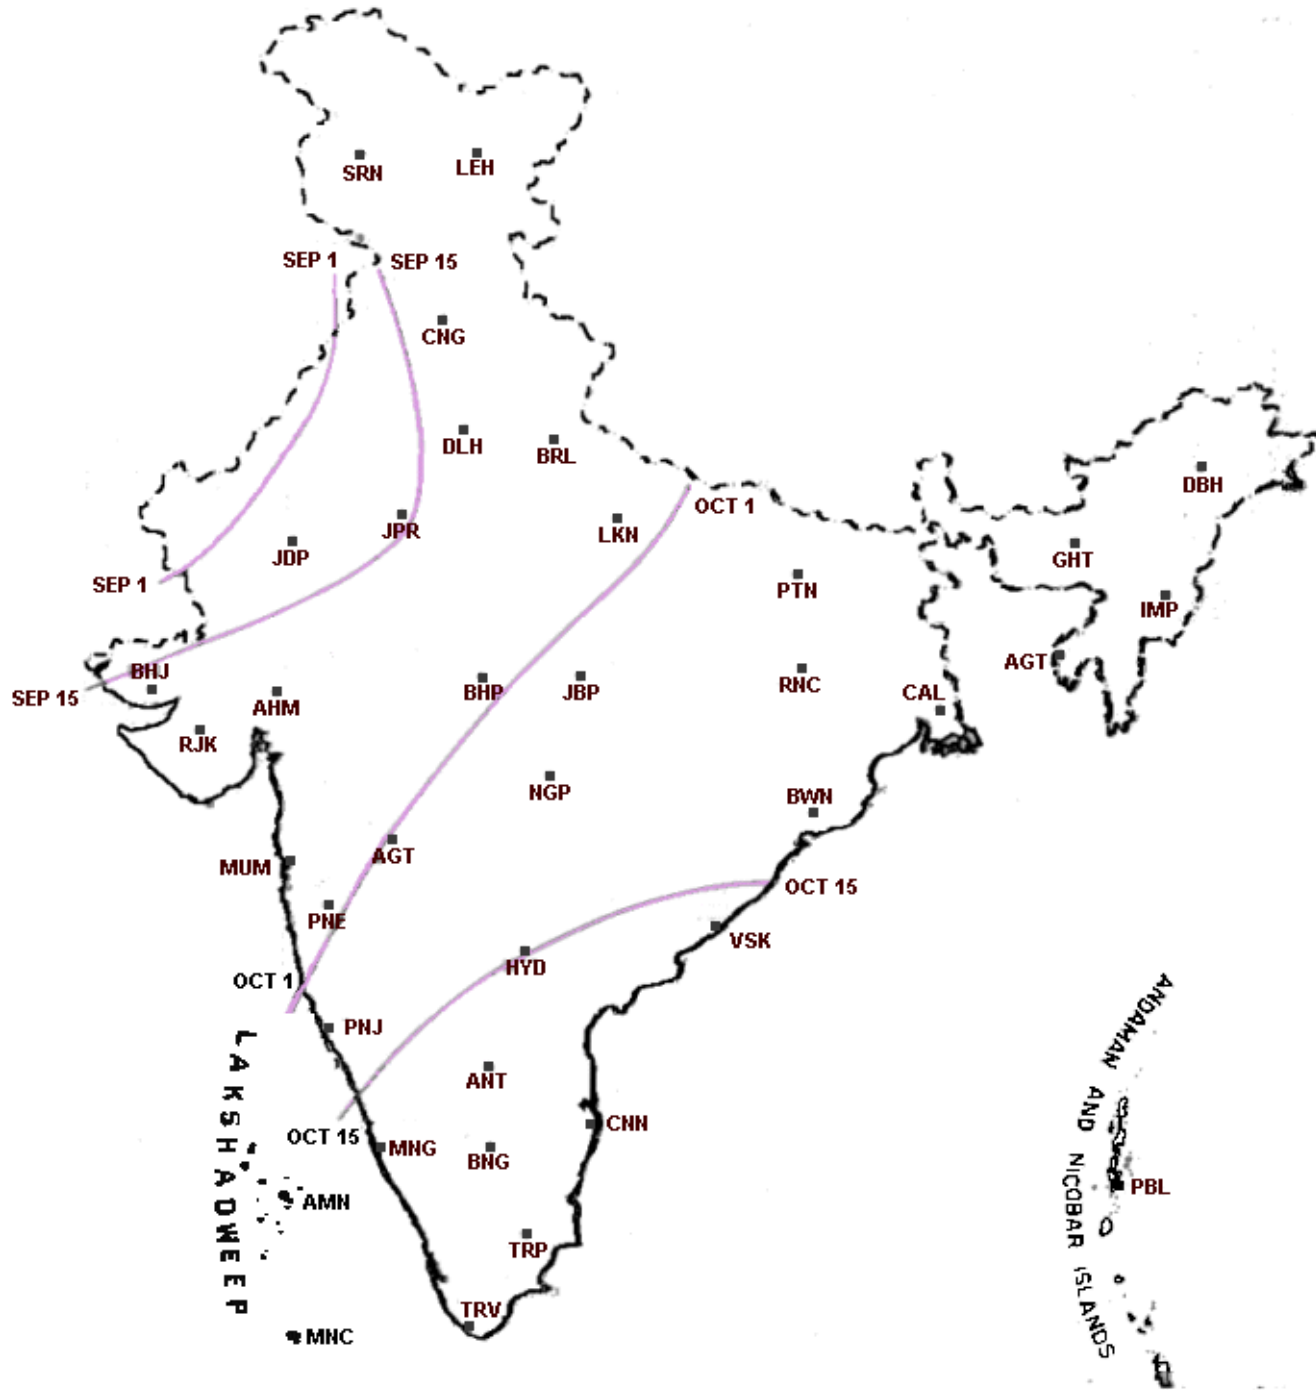 SRN
LEH
SEP 1
SEP 15
CNG
DLH
BRL
DBH
OCT 1
JPR
LKN
JDP
GHT
SEP 1
PTN
IMP
BHJ
AGT
SEP 15
BHP
JBP
RNC
CAL
AHM
RJK
NGP
BWN
MUM
AGT
OCT 15
PNE
VSK
HYD
OCT 1
PNJ
ANT
CNN
OCT 15
MNG
BNG
AMN
PBL
TRP
TRV
MNC
LAKSHADWEEP
ANDAMAN AND NICOBAR ISLANDS